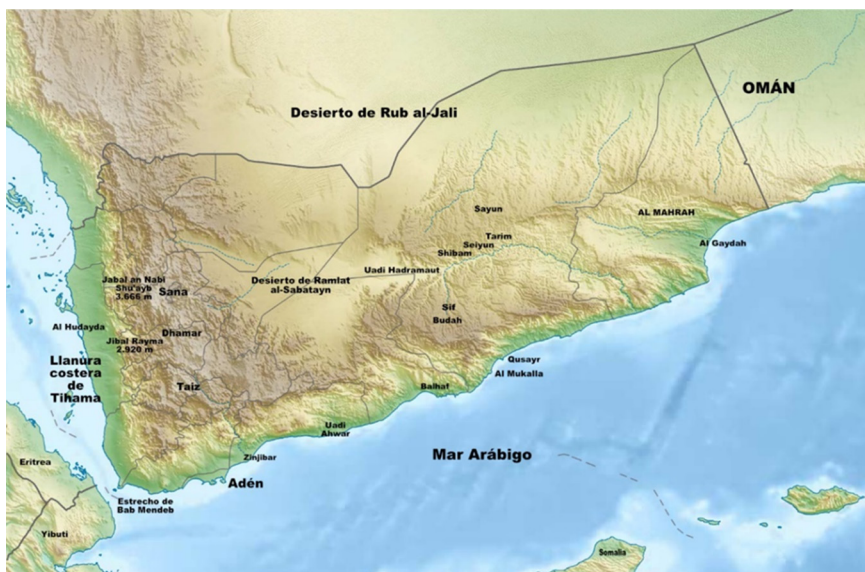 OMÁN
Desierto de Rub al-Jali
Sayun
AL MAHRAH
Tarim
Seiyun
Shibam
Al Gaydah
Uadi Hadramaut
Desierto de Ramlat
al-Sabatayn
Jabal an Nabi
Shu'ayb
3.666 m
Sana
Sif
Budah
Al Hudayda
Dhamar
Jibal Rayma
2.920 m
Llanura
costera
de
Tihama
Qusayr
Al Mukalla
Taiz
Balhaf
Uadi
Ahwar
Zinjibar
Mar Arábigo
Eritrea
Adén
Estrecho de
Bab Mendeb
Yibuti
Somalia